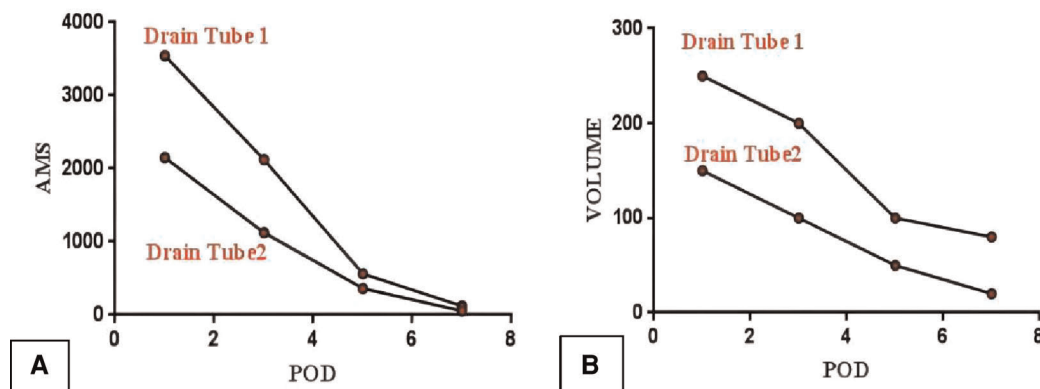 4000
3000
2000
1000
0
AMS
Drain Tube 1
Drain Tube2
0 2 4 6 8
POD
A
300
200
100
0
VOLUME
Drain Tube 1
Drain Tube2
0 2 4 6 8
POD
B